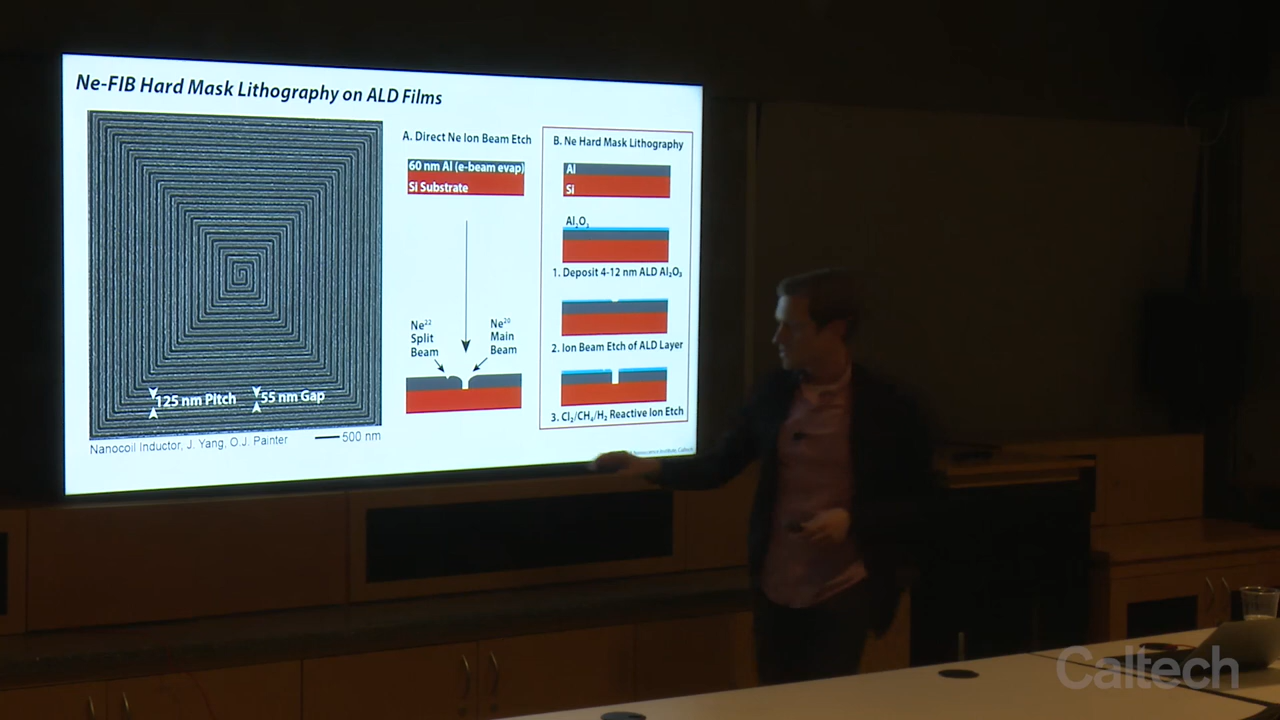 Ne-FIB Hard Mask Lithography on ALD Films
125 nm Pitch
55 nm Gap
Nanocoil Inductor, J. Yang, O.J. Painter
500 nm
A. Direct Ne Ion Beam Etch
60 nm Al (e-beam evap)
Si Substrate
Ne²²
Split
Beam
Ne²⁰
Main
Beam
B. Ne Hard Mask Lithography
Al
Si
Al₂O₃
1. Deposit 4-12 nm ALD Al₂O₃
2. Ion Beam Etch of ALD Layer
3. Cl₂/CH₄/H₂ Reactive Ion Etch
Caltech